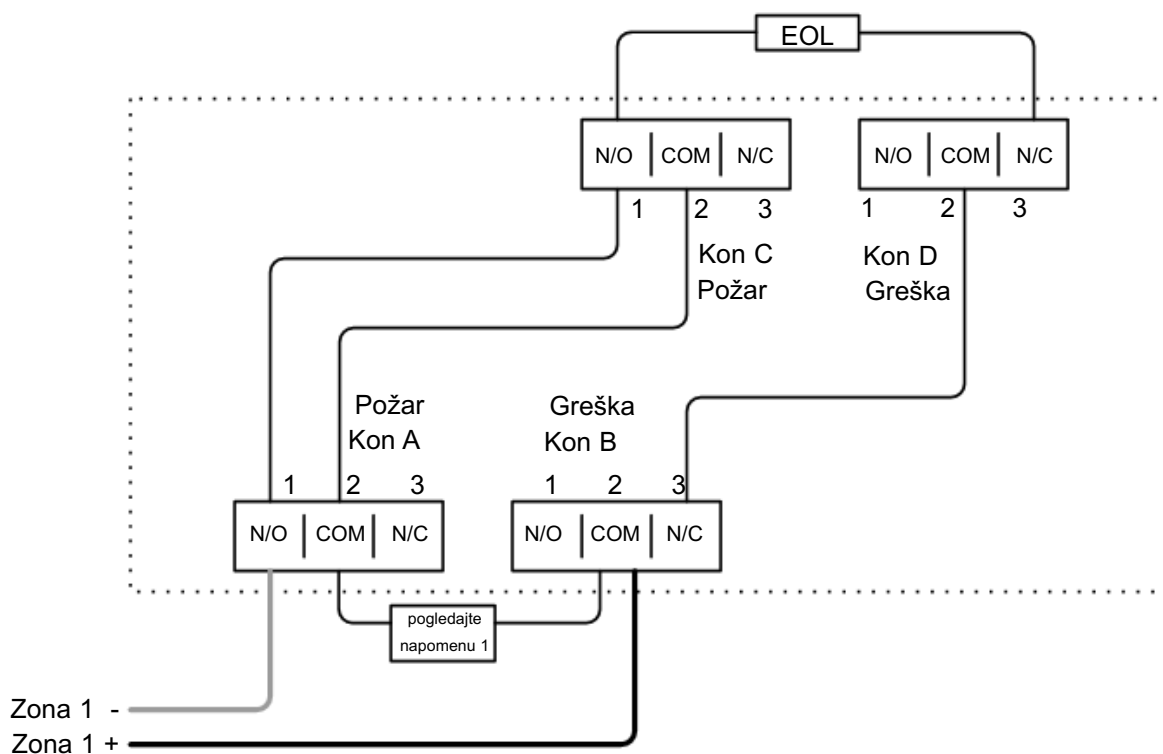 EOL
N/O COM N/C
N/O COM N/C
1 2 3
1 2 3
Kon C
Požar
Kon D
Greška
Požar
Kon A
Greška
Kon B
1 2 3
1 2 3
N/O COM N/C
N/O COM N/C
pogledajte
napomenu 1
Zona 1 -
Zona 1 +